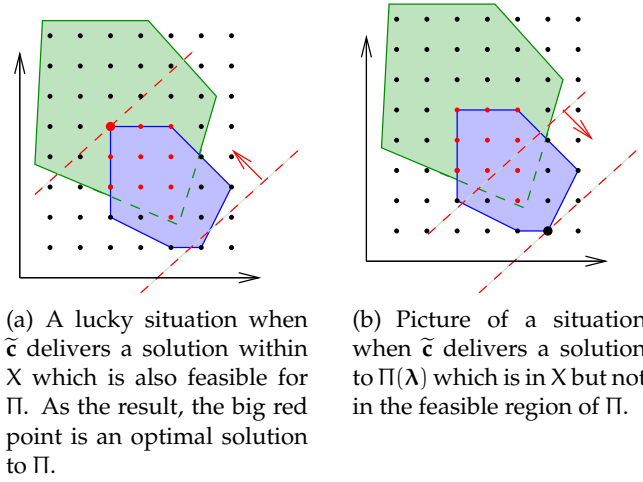 (a) A lucky situation when
c̃ delivers a solution within
X which is also feasible for
Π. As the result, the big red
point is an optimal solution
to Π.
(b) Picture of a situation
when c̃ delivers a solution
to Π(λ) which is in X but not
in the feasible region of Π.